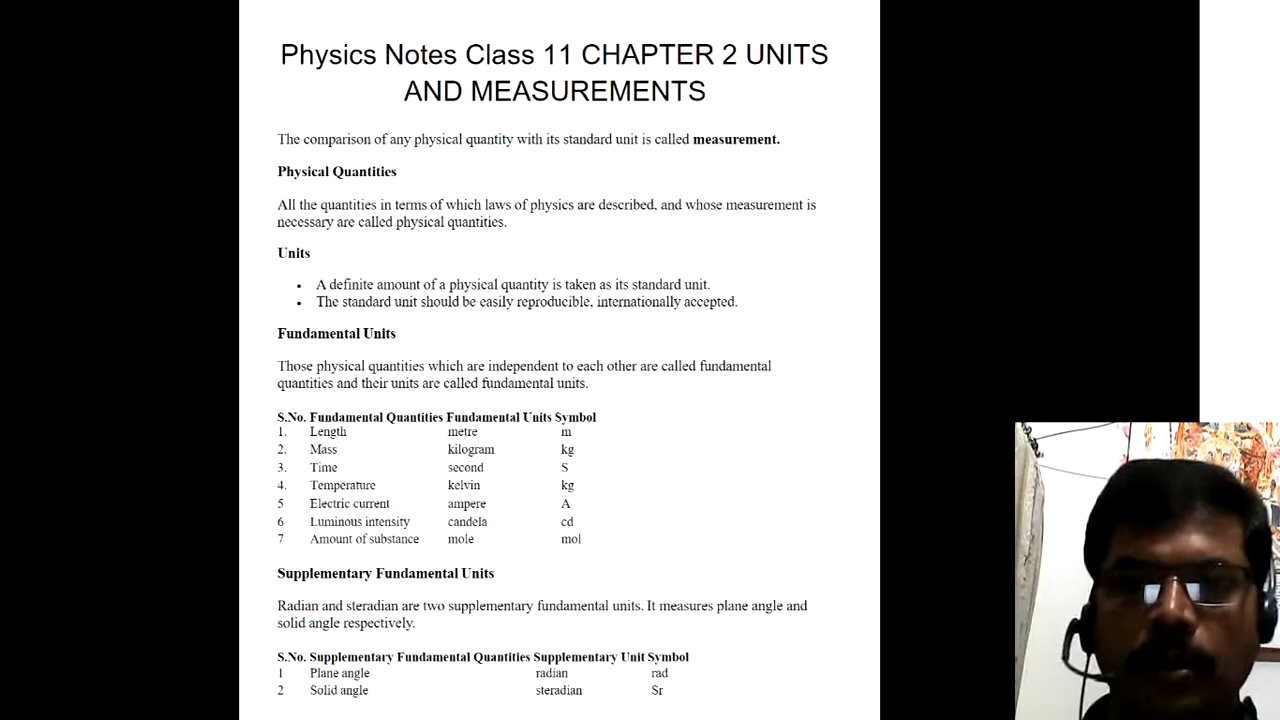 Physics Notes Class 11 CHAPTER 2 UNITS
AND MEASUREMENTS
The comparison of any physical quantity with its standard unit is called measurement.
Physical Quantities
All the quantities in terms of which laws of physics are described, and whose measurement is
necessary are called physical quantities.
Units
• A definite amount of a physical quantity is taken as its standard unit.
• The standard unit should be easily reproducible, internationally accepted.
Fundamental Units
Those physical quantities which are independent to each other are called fundamental
quantities and their units are called fundamental units.
S.No. Fundamental Quantities Fundamental Units Symbol
1. Length metre m
2. Mass kilogram kg
3. Time second S
4. Temperature kelvin kg
5 Electric current ampere A
6 Luminous intensity candela cd
7 Amount of substance mole mol
Supplementary Fundamental Units
Radian and steradian are two supplementary fundamental units. It measures plane angle and
solid angle respectively.
S.No. Supplementary Fundamental Quantities Supplementary Unit Symbol
1 Plane angle radian rad
2 Solid angle steradian Sr